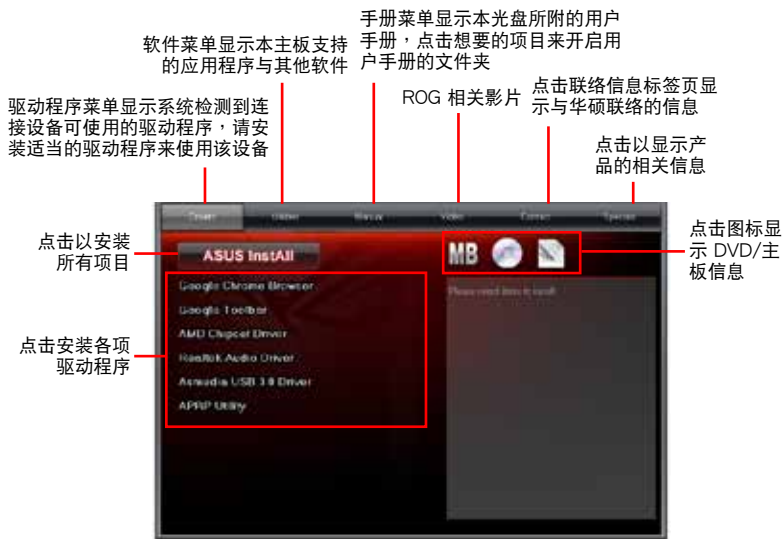 手册菜单显示本光盘所附的用户
手册，点击想要的项目来开启用
户手册的文件夹
软件菜单显示本主板支持
的应用程序与其他软件
ROG 相关影片
点击联络信息标签页显
示与华硕联络的信息
驱动程序菜单显示系统检测到连
接设备可使用的驱动程序，请安
装适当的驱动程序来使用该设备
点击以显示产
品的相关信息
Drivers
Utilities
Manual
Video
Contact
Specials
点击以安装
所有项目
ASUS InstAll
MB
点击图标显
示 DVD/主
板信息
Google Chrome Browser
Google Toolbar
AMD Chipset Driver
Realtek Audio Driver
Asmedia USB 3.0 Driver
APRP Utility
点击安装各项
驱动程序